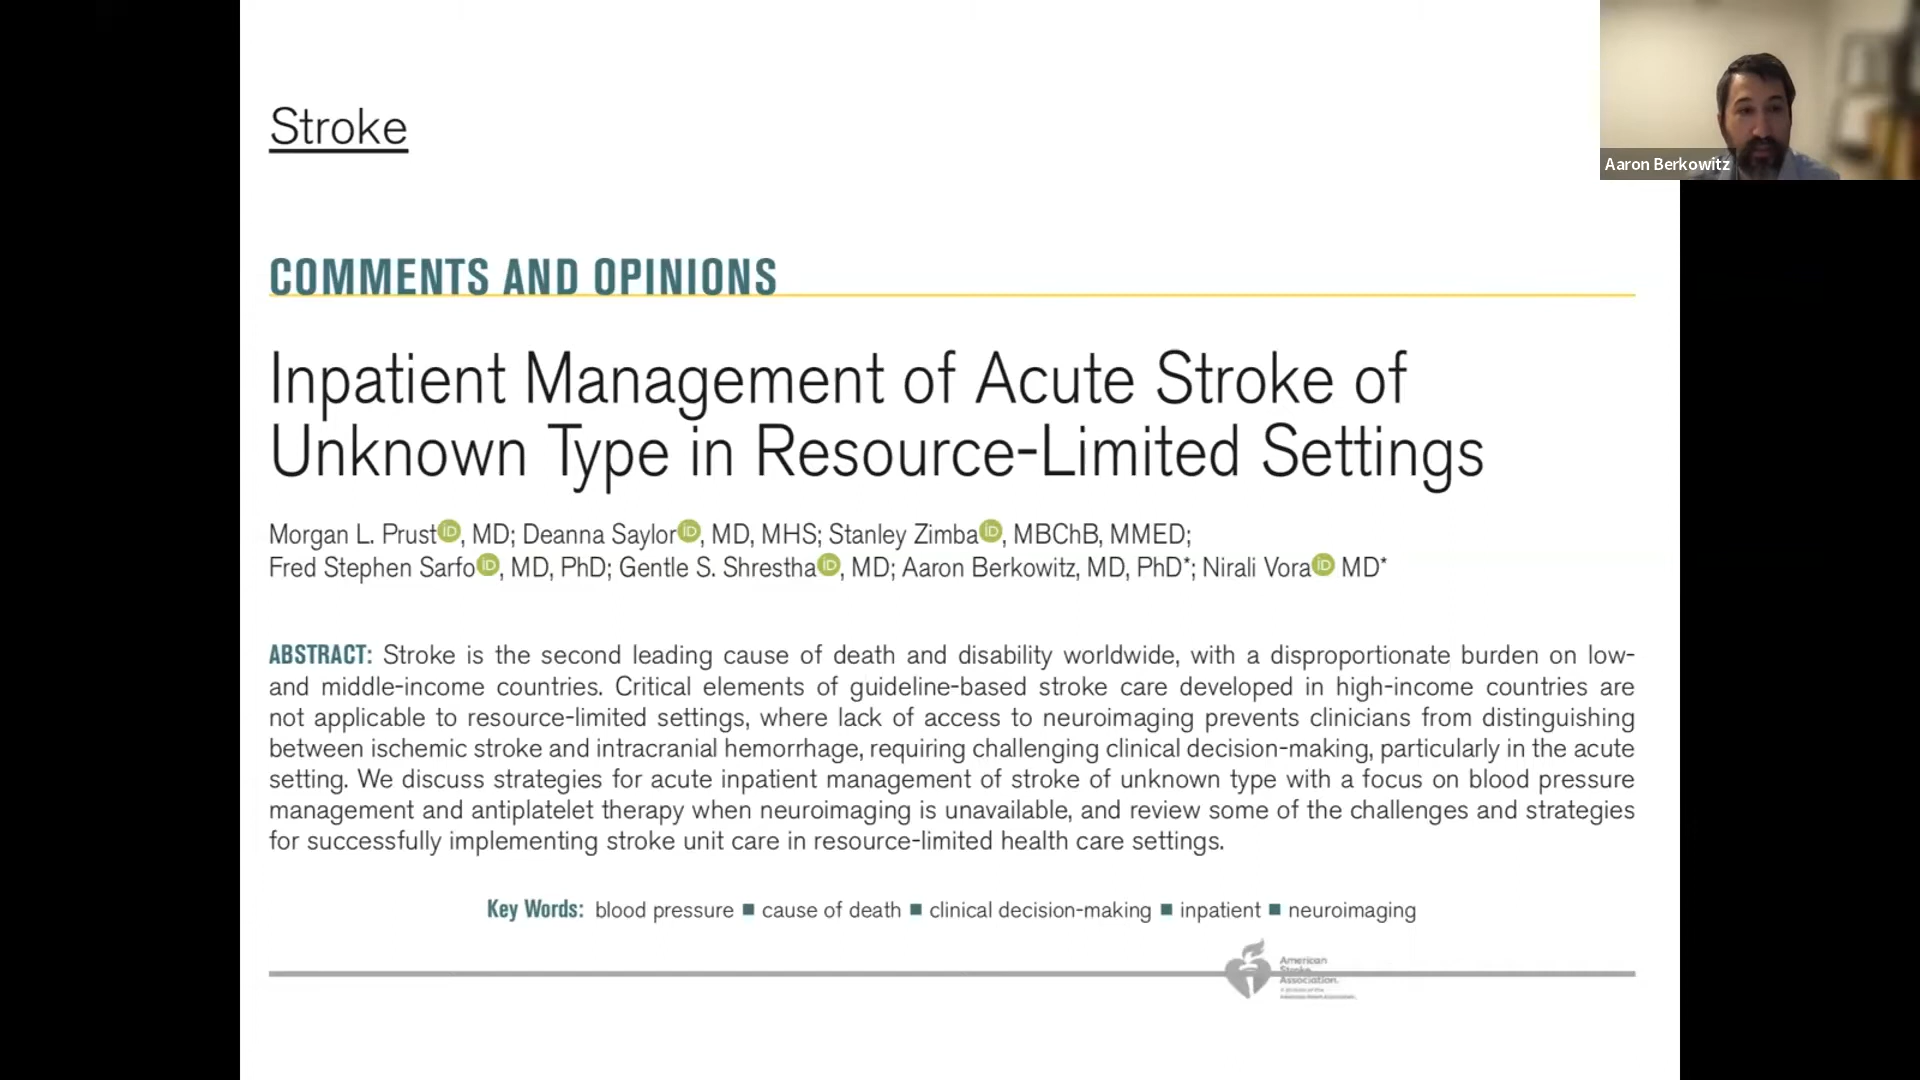 Aaron Berkowitz
Stroke
COMMENTS AND OPINIONS
Inpatient Management of Acute Stroke of
Unknown Type in Resource-Limited Settings
Morgan L. Prust iD, MD; Deanna Saylor iD, MD, MHS; Stanley Zimba iD, MBChB, MMED;
Fred Stephen Sarfo iD, MD, PhD; Gentle S. Shrestha iD, MD; Aaron Berkowitz, MD, PhD*; Nirali Vora iD MD*
ABSTRACT: Stroke is the second leading cause of death and disability worldwide, with a disproportionate burden on low-
and middle-income countries. Critical elements of guideline-based stroke care developed in high-income countries are
not applicable to resource-limited settings, where lack of access to neuroimaging prevents clinicians from distinguishing
between ischemic stroke and intracranial hemorrhage, requiring challenging clinical decision-making, particularly in the acute
setting. We discuss strategies for acute inpatient management of stroke of unknown type with a focus on blood pressure
management and antiplatelet therapy when neuroimaging is unavailable, and review some of the challenges and strategies
for successfully implementing stroke unit care in resource-limited health care settings.
Key Words: blood pressure ■ cause of death ■ clinical decision-making ■ inpatient ■ neuroimaging
American
Stroke
Association.